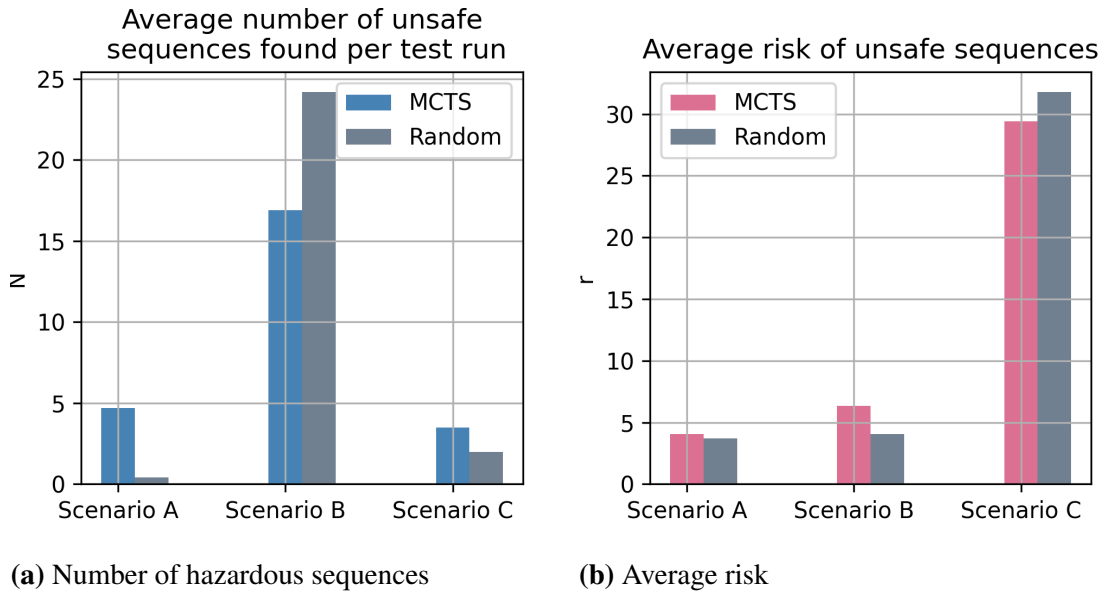 Average number of unsafe
sequences found per test run
25
20
15
10
5
0
N
MCTS
Random
Scenario A
Scenario B
Scenario C
(a) Number of hazardous sequences
Average risk of unsafe sequences
30
25
20
15
10
5
0
r
MCTS
Random
Scenario A
Scenario B
Scenario C
(b) Average risk